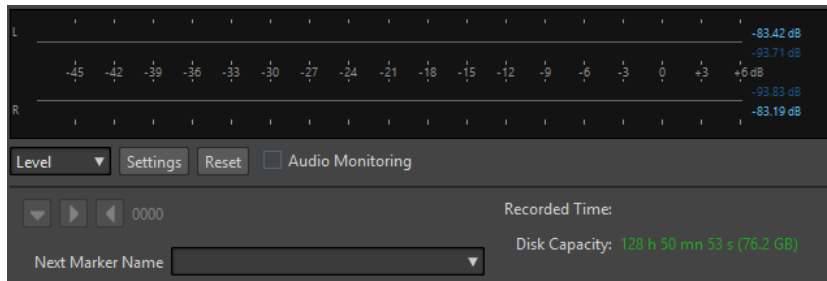 L
-83.42 dB
-93.71 dB
-45 -42 -39 -36 -33 -30 -27 -24 -21 -18 -15 -12 -9 -6 -3 0 +3 +6 dB
-93.83 dB
R
-83.19 dB
Level Settings Reset Audio Monitoring
0000
Recorded Time:
Disk Capacity: 128 h 50 mn 53 s (76.2 GB)
Next Marker Name